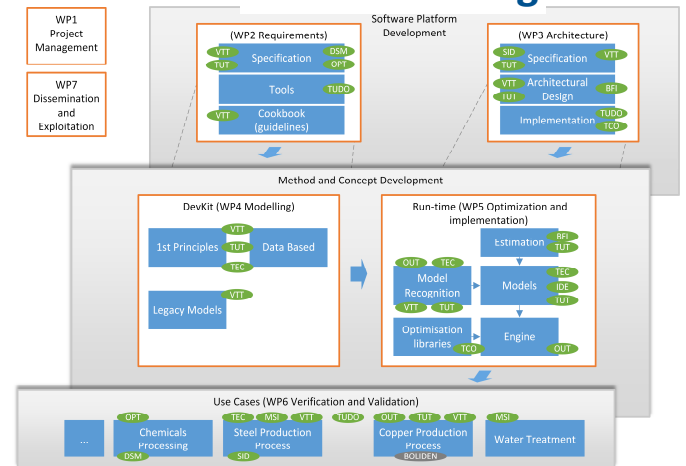 WP1
Project
Management
WP7
Dissemination
and
Exploitation
Software Platform
Development
(WP2 Requirements)
VTT
TUT
Specification
DSM
OPT
Tools
TUDO
VTT
Cookbook
(guidelines)
(WP3 Architecture)
SID
TUT
Specification
VTT
VTT
TUT
Architectural
Design
BFI
Implementation
TUDO
TCO
Method and Concept Development
DevKit (WP4 Modelling)
1st Principles
VTT
TUT
TEC
Data Based
Legacy Models
VTT
Run-time (WP5 Optimization and
implementation)
Estimation
BFI
TUT
OUT
TEC
Model
Recognition
VTT
TUT
Models
TEC
IDE
TUT
Optimisation
libraries
TCO
Engine
OUT
Use Cases (WP6 Verification and Validation)
...
OPT
Chemicals
Processing
DSM
TEC
MSI
VTT
Steel Production
Process
SID
TUDO
OUT
TUT
VTT
Copper Production
Process
BOLIDEN
MSI
Water Treatment